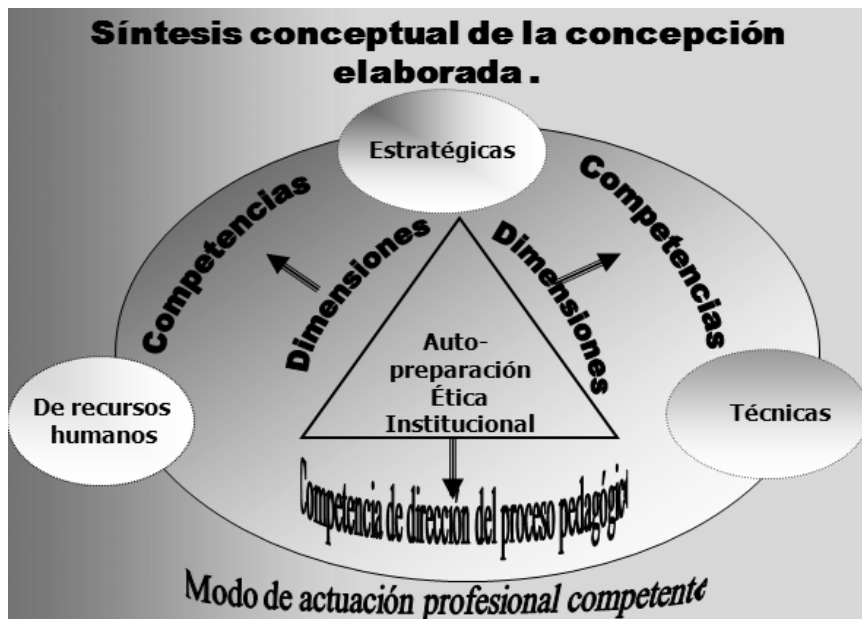 Síntesis conceptual de la concepción
elaborada .
Estratégicas
Competencias
Competencias
Dimensiones
Dimensiones
Auto-
preparación
Ética
Institucional
De recursos
humanos
Técnicas
Competencia de dirección del proceso pedagógic
Modo de actuación profesional competente